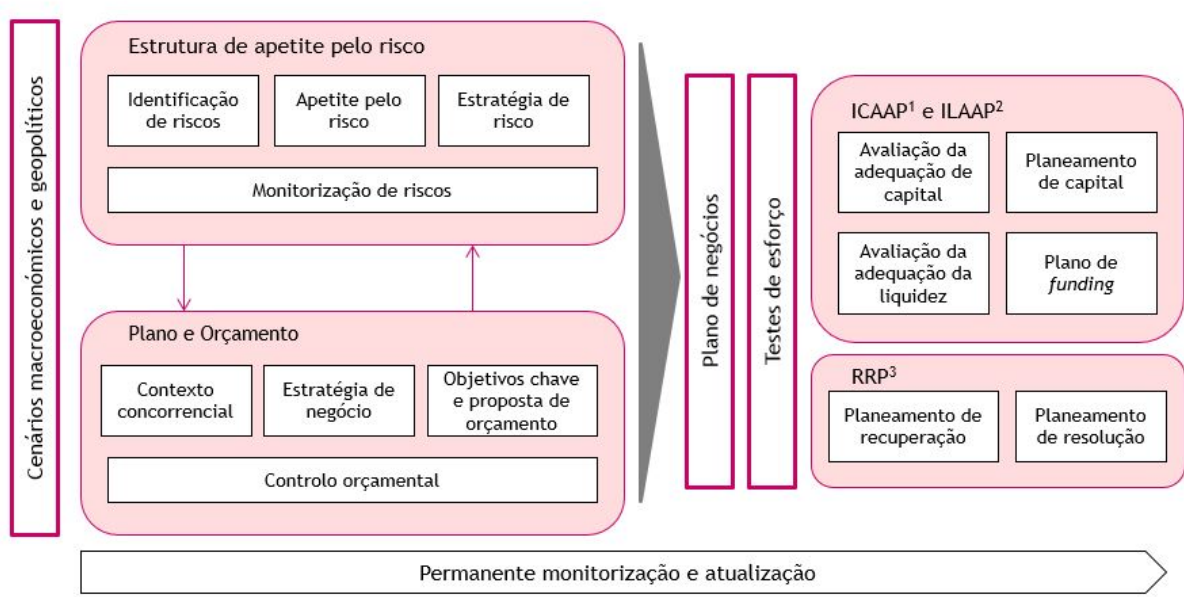 Cenários macroeconómicos e geopolíticos
Estrutura de apetite pelo risco
Identificação
de riscos
Apetite pelo
risco
Estratégia de
risco
Monitorização de riscos
Plano e Orçamento
Contexto
concorrencial
Estratégia de
negócio
Objetivos chave
e proposta de
orçamento
Controlo orçamental
Plano de negócios
Testes de esforço
ICAAP¹ e ILAAP²
Avaliação da
adequação de
capital
Planeamento
de capital
Avaliação da
adequação da
liquidez
Plano de
funding
RRP³
Planeamento de
recuperação
Planeamento
de resolução
Permanente monitorização e atualização